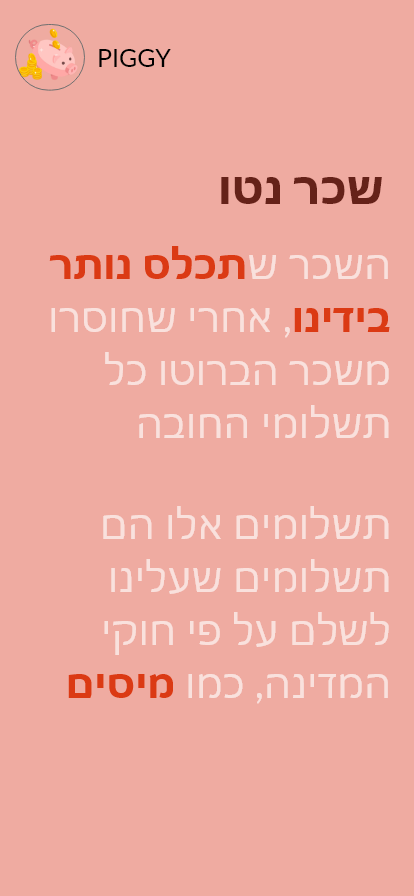 PIGGY
שכר נטו
השכר שתכלס נותר
בידינו, אחרי שחוסרו
משכר הברוטו כל
תשלומי החובה
תשלומים אלו הם
תשלומים שעלינו
לשלם על פי חוקי
המדינה, כמו מיסים